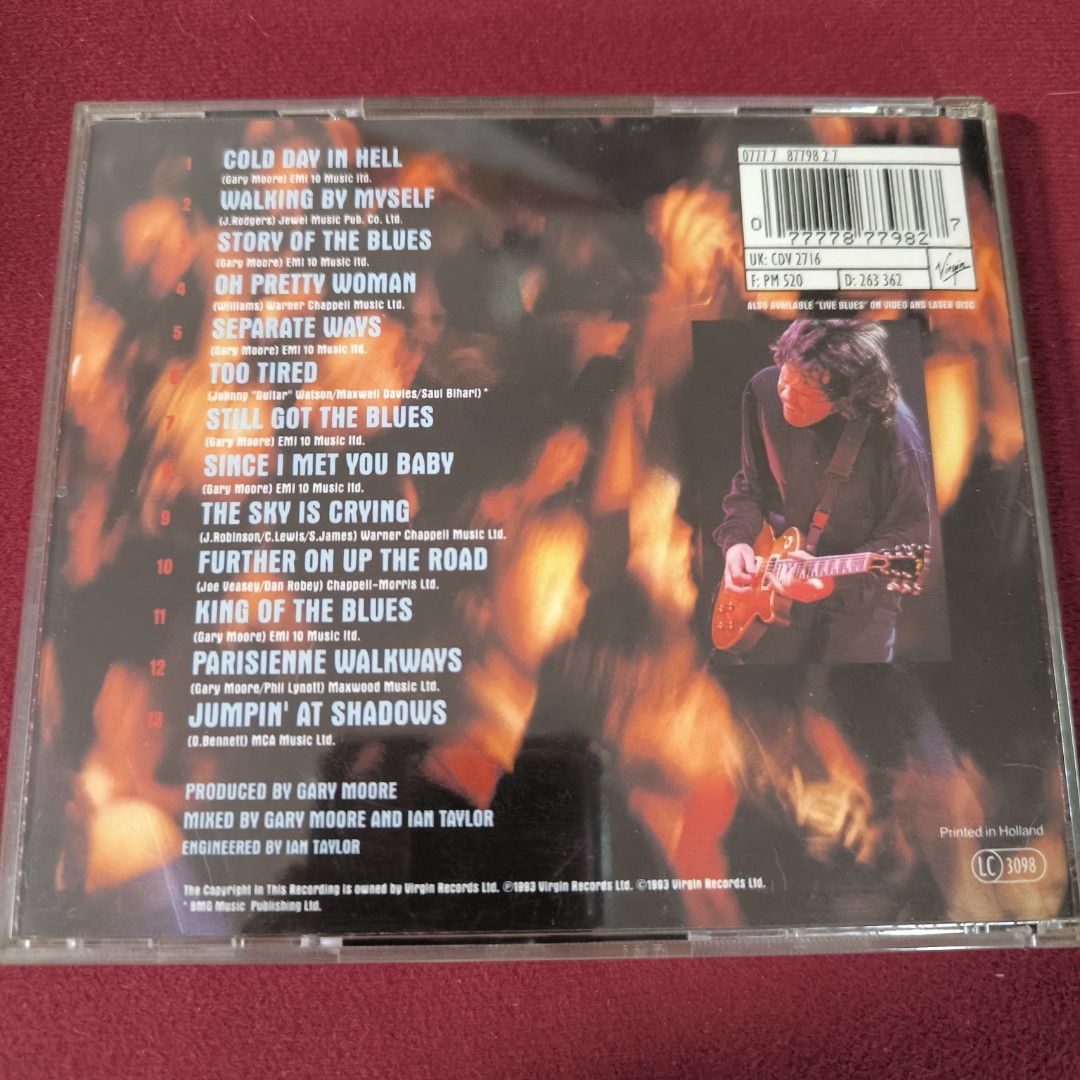 1 COLD DAY IN HELL
(Gary Moore) EMI 10 Music ltd.
2 WALKING BY MYSELF
(J.Rodgers) Jewel Music Pub. Co. Ltd.
STORY OF THE BLUES
(Gary Moore) EMI 10 Music ltd.
4 OH PRETTY WOMAN
(Williams) Warner Chappell Music Ltd.
5 SEPARATE WAYS
(Gary Moore) EMI 10 Music ltd.
6 TOO TIRED
(Johnny "Guitar" Watson/Maxwell Davies/Saul Bihari) *
7 STILL GOT THE BLUES
(Gary Moore) EMI 10 Music ltd.
8 SINCE I MET YOU BABY
(Gary Moore) EMI 10 Music ltd.
9 THE SKY IS CRYING
(J.Robinson/C.Lewis/S.James) Warner Chappell Music Ltd.
10 FURTHER ON UP THE ROAD
(Joe Veasey/Dan Robey) Chappell-Morris Ltd.
11 KING OF THE BLUES
(Gary Moore) EMI 10 Music ltd.
12 PARISIENNE WALKWAYS
(Gary Moore/Phil Lynott) Maxwood Music Ltd.
13 JUMPIN' AT SHADOWS
(D.Bennett) MCA Music Ltd.
PRODUCED BY GARY MOORE
MIXED BY GARY MOORE AND IAN TAYLOR
ENGINEERED BY IAN TAYLOR
The Copyright in This Recording is owned by Virgin Records Ltd. ℗1993 Virgin Records Ltd. ©1993 Virgin Records Ltd.
* BMG Music Publishing Ltd.
0777 7 87798 2 7
0 77778 77982 7
UK: CDV 2716
F: PM 520 D: 263 362
Virgin
ALSO AVAILABLE "LIVE BLUES" ON VIDEO AND LASER DISC
Printed in Holland
LC 3098